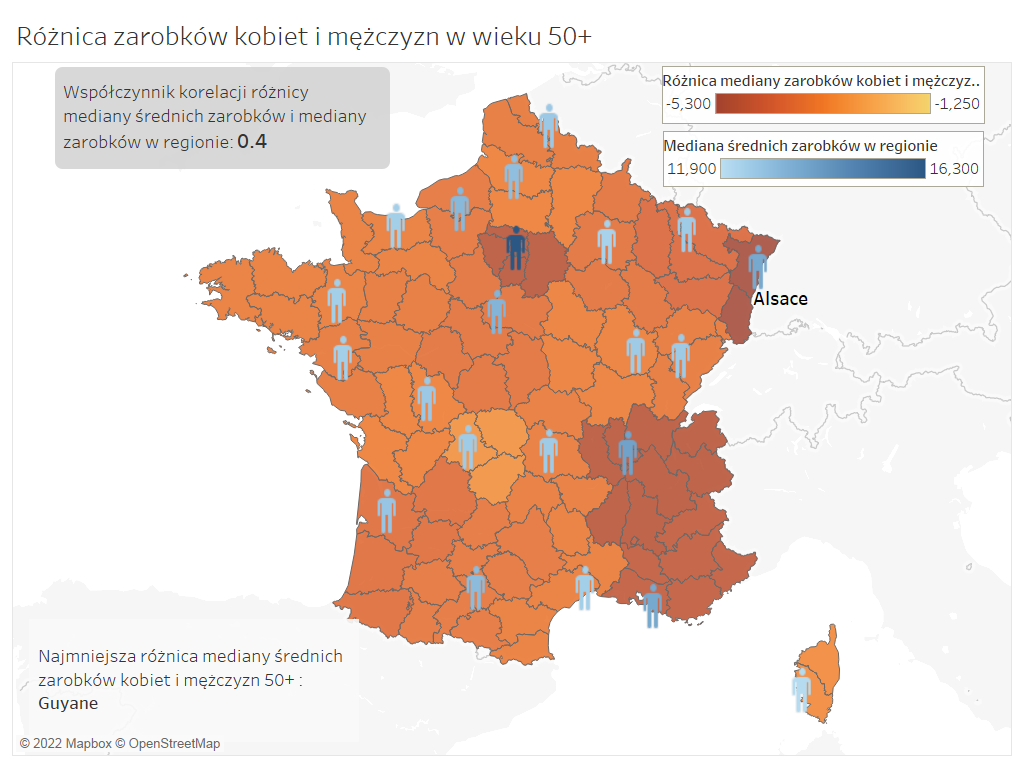 Różnica zarobków kobiet i mężczyzn w wieku 50+
Współczynnik korelacji różnicy
mediany średnich zarobków i mediany
zarobków w regionie: 0.4
Różnica mediany zarobków kobiet i mężczyz..
-5,300 -1,250
Mediana średnich zarobków w regionie
11,900 16,300
Alsace
Najmniejsza różnica mediany średnich
zarobków kobiet i mężczyzn 50+ :
Guyane
© 2022 Mapbox © OpenStreetMap